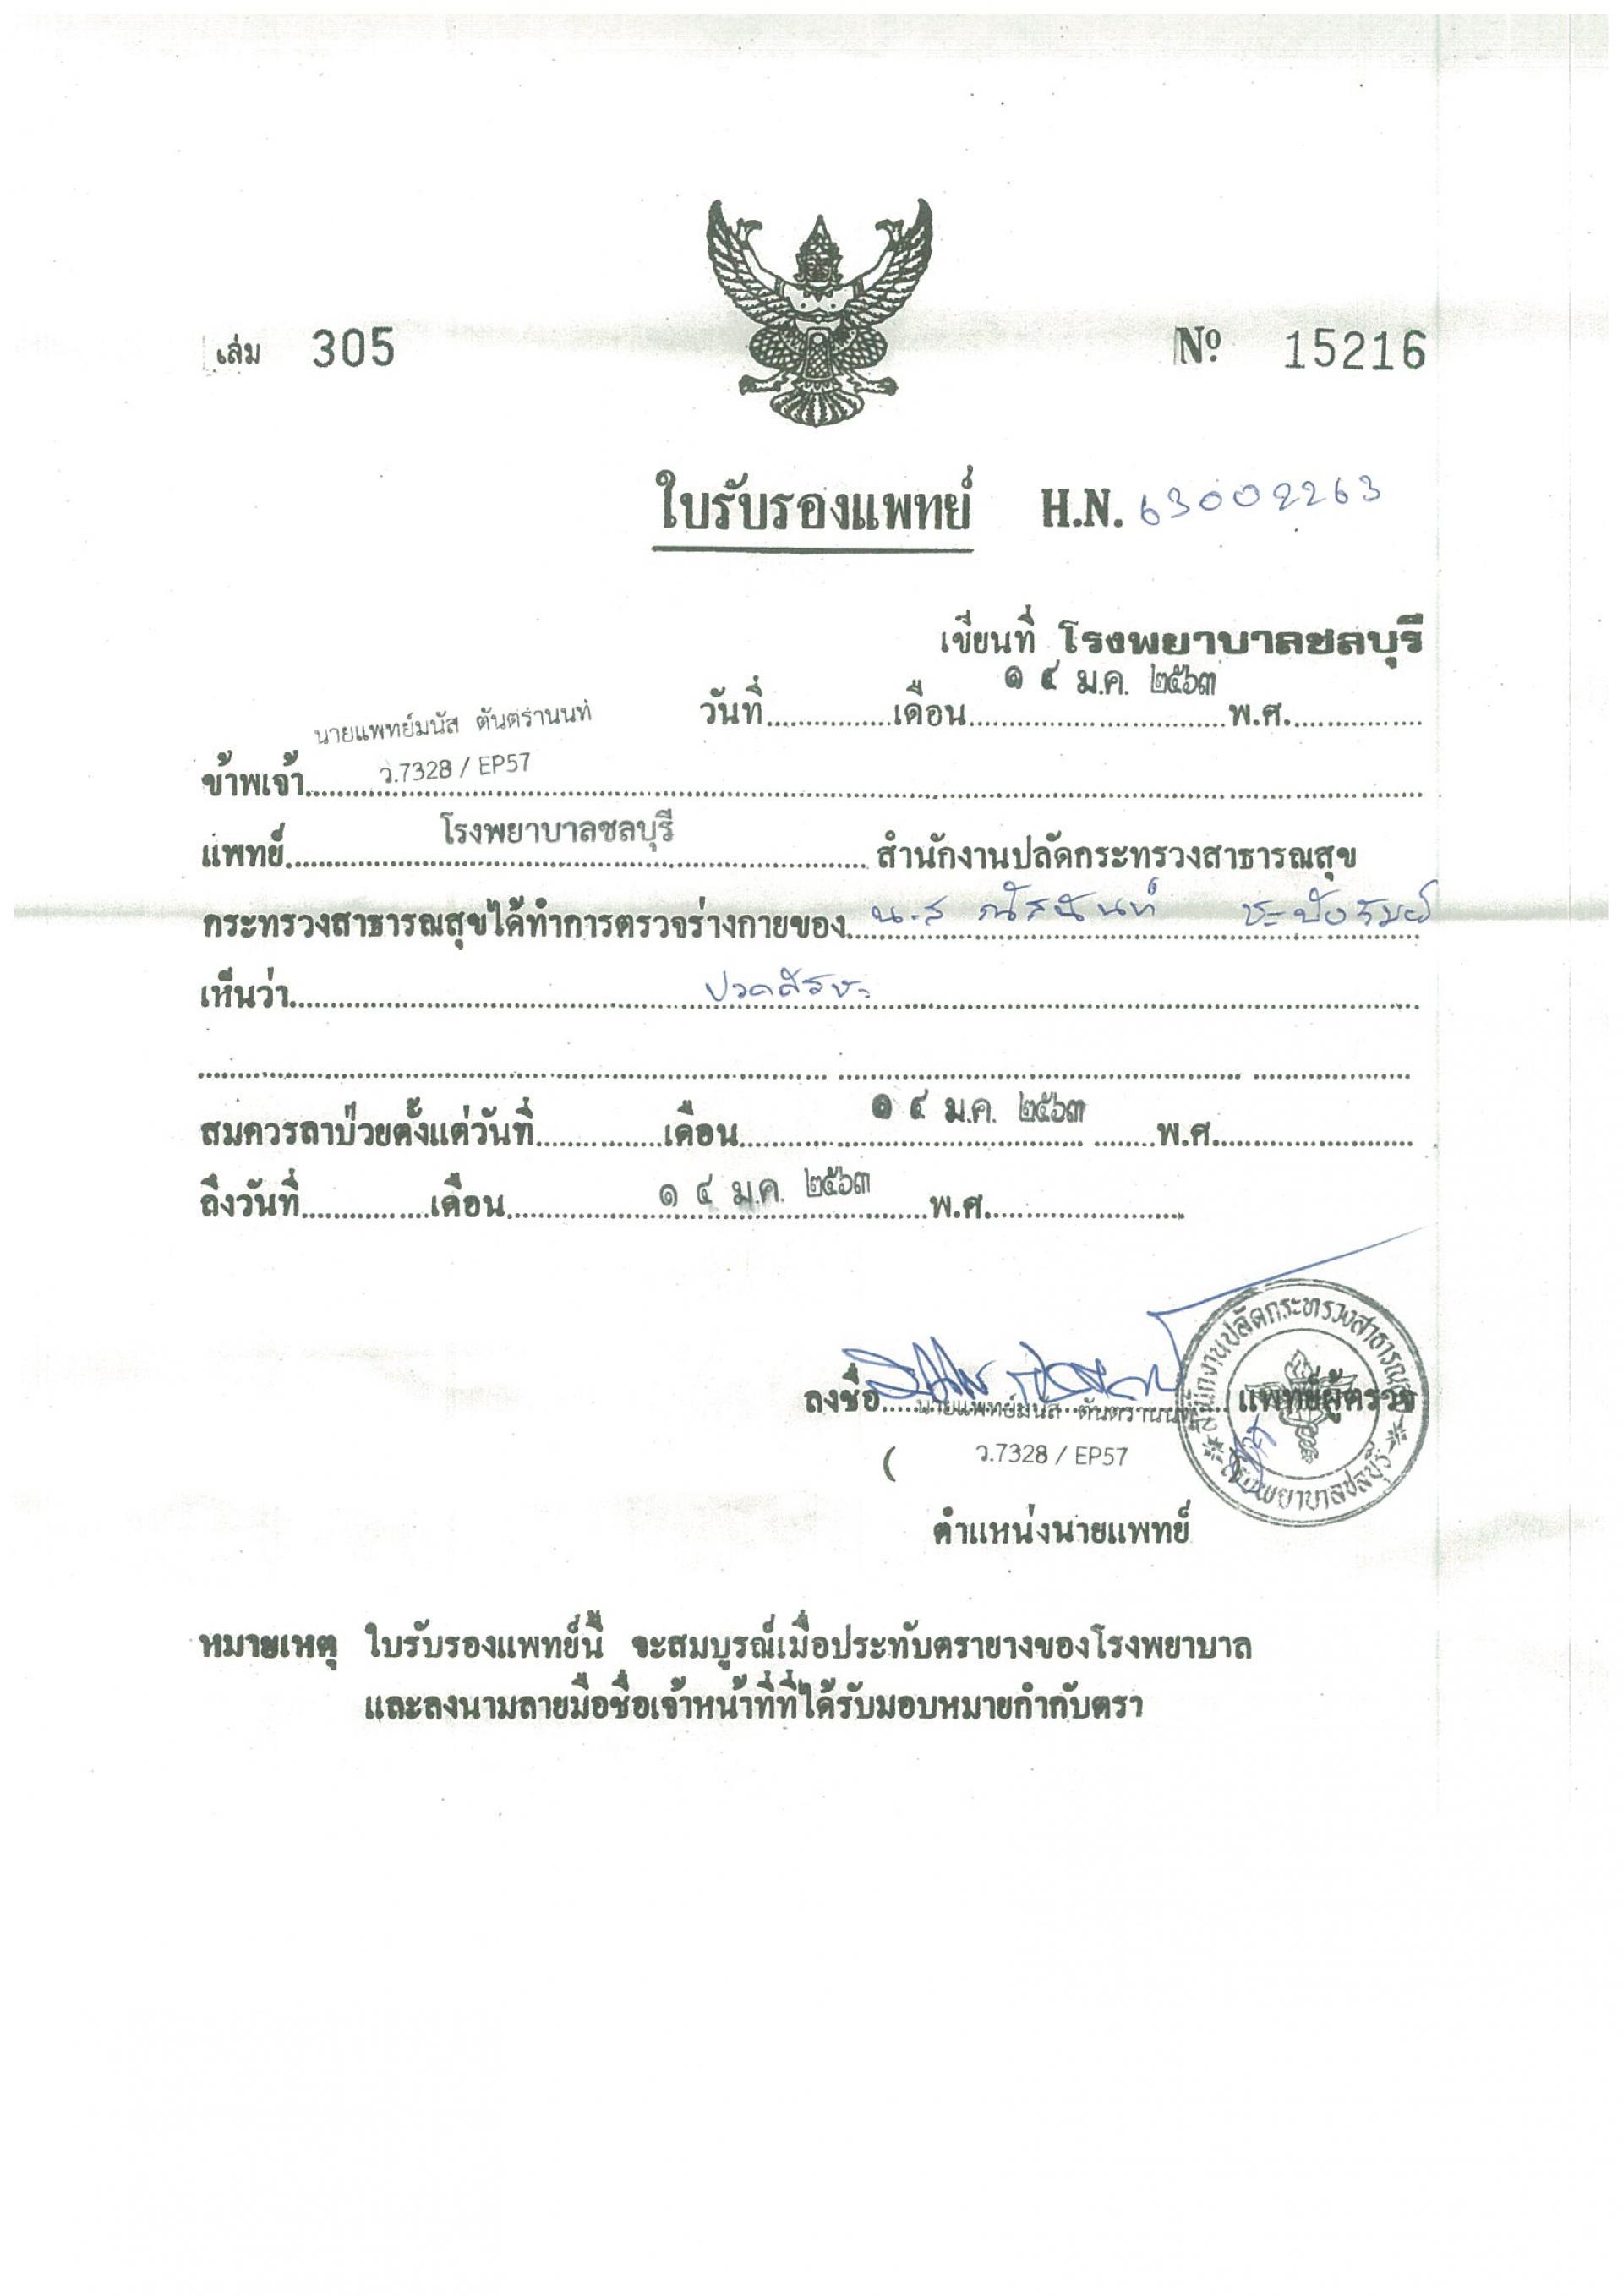 เล่ม 305 Nº 15216
ใบรับรองแพทย์ H.N. 63002263
เขียนที่ โรงพยาบาลชลบุรี
๑ ๔ ม.ค. ๒๕๖๓
วันที่..............เดือน..............................พ.ศ...............
นายแพทย์มนัส ตันตรานนท์
ข้าพเจ้า ว.7328 / EP57
แพทย์ โรงพยาบาลชลบุรี สำนักงานปลัดกระทรวงสาธารณสุข
กระทรวงสาธารณสุขได้ทำการตรวจร่างกายของ น.ส
เห็นว่า ปวดศีรษะ
สมควรลาป่วยตั้งแต่วันที่..............เดือน ๑ ๔ ม.ค. ๒๕๖๓ พ.ศ.
ถึงวันที่..............เดือน ๑ ๔ ม.ค. ๒๕๖๓ พ.ศ.
ลงชื่อ นายแพทย์มนัส ตันตรานนท์ แพทย์ผู้ตรวจ
( ว.7328 / EP57
สำนักงานปลัดกระทรวงสาธารณสุข
โรงพยาบาลชลบุรี
ตำแหน่งนายแพทย์
หมายเหตุ ใบรับรองแพทย์นี้ จะสมบูรณ์เมื่อประทับตรายางของโรงพยาบาล
และลงนามลายมือชื่อเจ้าหน้าที่ที่ได้รับมอบหมายกำกับตรา